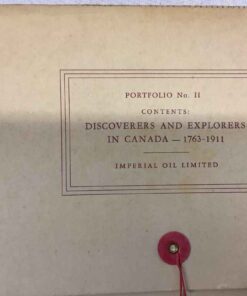 PORTFOLIO No. II
CONTENTS:
DISCOVERERS AND EXPLORERS
IN CANADA — 1763-1911
IMPERIAL OIL LIMITED